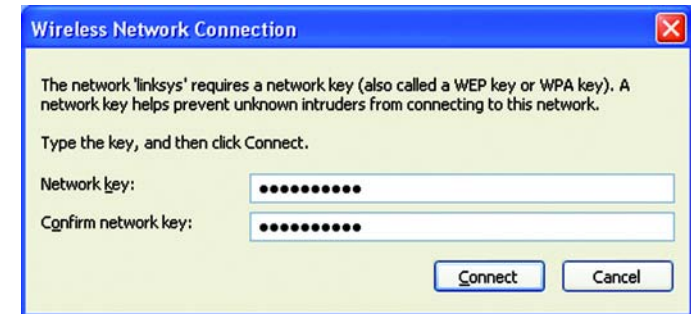 Wireless Network Connection
The network 'linksys' requires a network key (also called a WEP key or WPA key). A
network key helps prevent unknown intruders from connecting to this network.
Type the key, and then click Connect.
Network key: ••••••••••
Confirm network key: ••••••••••
Connect Cancel